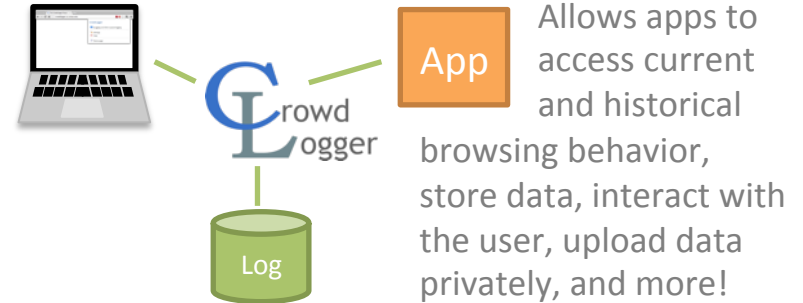 Crowd
Logger
App
Log
Allows apps to
access current
and historical
browsing behavior,
store data, interact with
the user, upload data
privately, and more!